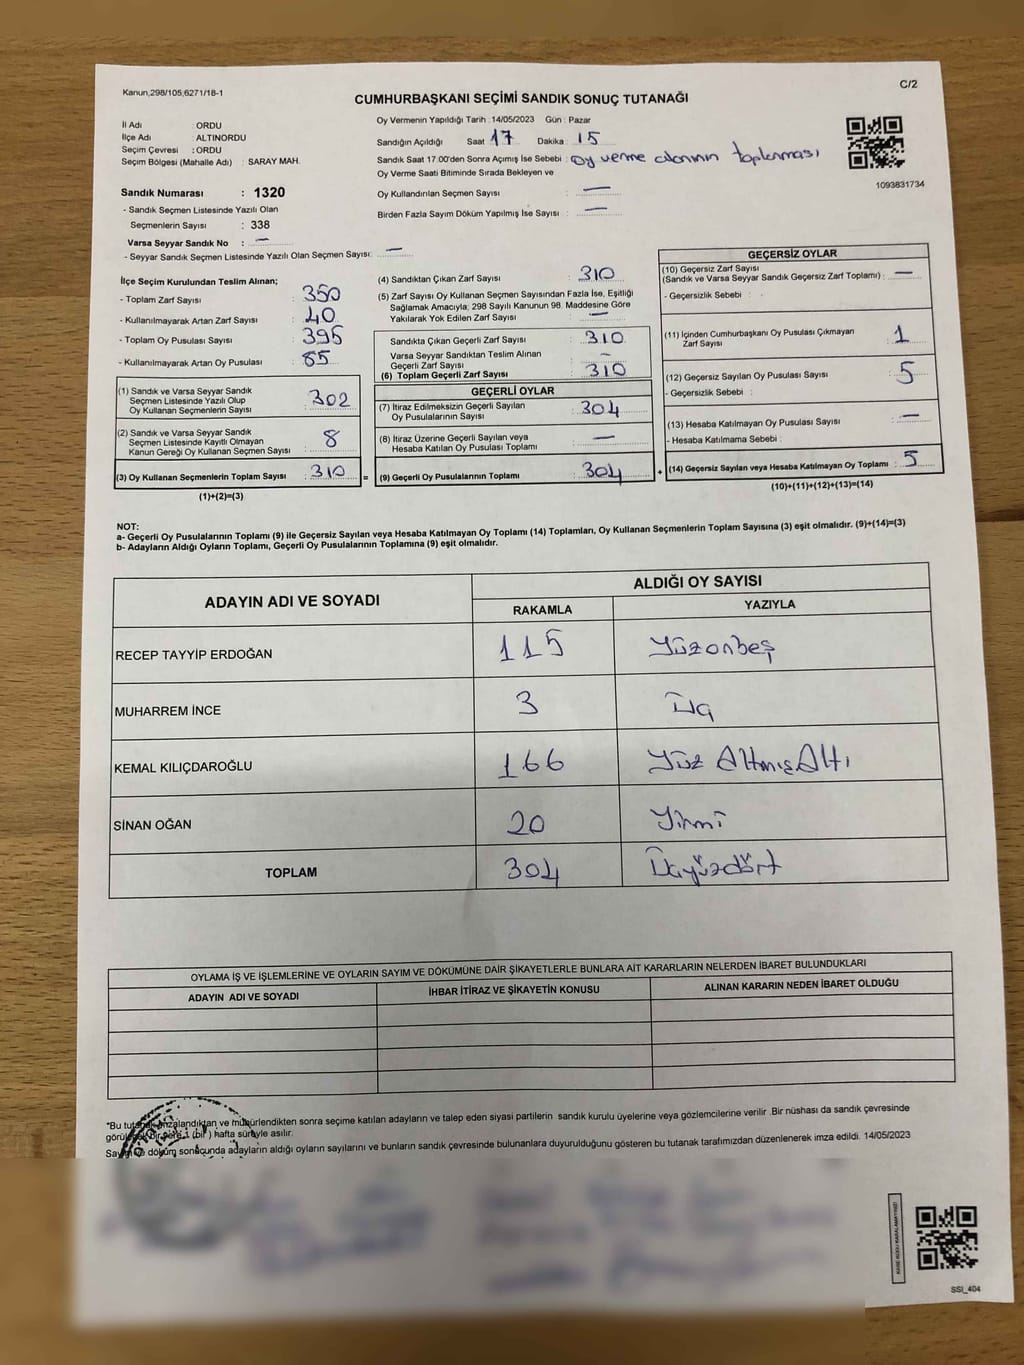 Kanun,298/105,6271/18-1
C/2
CUMHURBAŞKANI SEÇİMİ SANDIK SONUÇ TUTANAĞI
İl Adı : ORDU
İlçe Adı : ALTINORDU
Seçim Çevresi : ORDU
Seçim Bölgesi (Mahalle Adı) : SARAY MAH.
Sandık Numarası : 1320
- Sandık Seçmen Listesinde Yazılı Olan
Seçmenlerin Sayısı : 338
Varsa Seyyar Sandık No : —
- Seyyar Sandık Seçmen Listesinde Yazılı Olan Seçmen Sayısı: —
Oy Vermenin Yapıldığı Tarih :14/05/2023 Gün : Pazar
Sandığın Açıldığı Saat 17 Dakika : 15
Sandık Saat 17.00'den Sonra Açımış İse Sebebi : Oy verme alanının toplanması
Oy Verme Saati Bitiminde Sırada Bekleyen ve
Oy Kullandırılan Seçmen Sayısı : —
Birden Fazla Sayım Döküm Yapılmış İse Sayısı : —
1093831734
İlçe Seçim Kurulundan Teslim Alınan;
- Toplam Zarf Sayısı : 350
- Kullanılmayarak Artan Zarf Sayısı : 40
- Toplam Oy Pusulası Sayısı : 395
- Kullanılmayarak Artan Oy Pusulası : 85
(1) Sandık ve Varsa Seyyar Sandık
Seçmen Listesinde Yazılı Olup
Oy Kullanan Seçmenlerin Sayısı : 302
(2) Sandık ve Varsa Seyyar Sandık
Seçmen Listesinde Kayıtlı Olmayan
Kanun Gereği Oy Kullanan Seçmen Sayısı : 8
(3) Oy Kullanan Seçmenlerin Toplam Sayısı : 310 =
(1)+(2)=(3)
(4) Sandıktan Çıkan Zarf Sayısı : 310
(5) Zarf Sayısı Oy Kullanan Seçmen Sayısından Fazla İse, Eşitliği
Sağlamak Amacıyla; 298 Sayılı Kanunun 98. Maddesine Göre
Yakılarak Yok Edilen Zarf Sayısı : —
Sandıkta Çıkan Geçerli Zarf Sayısı : 310
Varsa Seyyar Sandıktan Teslim Alınan
Geçerli Zarf Sayısı : —
(6) Toplam Geçerli Zarf Sayısı : 310
GEÇERLİ OYLAR
(7) İtiraz Edilmeksizin Geçerli Sayılan
Oy Pusulalarının Sayısı : 304
(8) İtiraz Üzerine Geçerli Sayılan veya
Hesaba Katılan Oy Pusulası Toplamı : —
(9) Geçerli Oy Pusulalarının Toplamı : 304 +
GEÇERSİZ OYLAR
(10) Geçersiz Zarf Sayısı
(Sandık ve Varsa Seyyar Sandık Geçersiz Zarf Toplamı) : —
- Geçersizlik Sebebi :
(11) İçinden Cumhurbaşkanı Oy Pusulası Çıkmayan
Zarf Sayısı : 1
(12) Geçersiz Sayılan Oy Pusulası Sayısı : 5
- Geçersizlik Sebebi :
(13) Hesaba Katılmayan Oy Pusulası Sayısı : —
- Hesaba Katılmama Sebebi :
(14) Geçersiz Sayılan veya Hesaba Katılmayan Oy Toplamı : 5
(10)+(11)+(12)+(13)=(14)
NOT:
a- Geçerli Oy Pusulalarının Toplamı (9) ile Geçersiz Sayılan veya Hesaba Katılmayan Oy Toplamı (14) Toplamları, Oy Kullanan Seçmenlerin Toplam Sayısına (3) eşit olmalıdır. (9)+(14)=(3)
b- Adayların Aldığı Oyların Toplamı, Geçerli Oy Pusulalarının Toplamına (9) eşit olmalıdır.
ADAYIN ADI VE SOYADI
ALDIĞI OY SAYISI
RAKAMLA YAZIYLA
RECEP TAYYİP ERDOĞAN 115 Yüzonbeş
MUHARREM İNCE 3 Üç
KEMAL KILIÇDAROĞLU 166 Yüz AltmışAltı
SİNAN OĞAN 20 Yirmi
TOPLAM 304 Üçyüzdört
OYLAMA İŞ VE İŞLEMLERİNE VE OYLARIN SAYIM VE DÖKÜMÜNE DAİR ŞİKAYETLERLE BUNLARA AİT KARARLARIN NELERDEN İBARET BULUNDUKLARI
ADAYIN ADI VE SOYADI İHBAR İTİRAZ VE ŞİKAYETİN KONUSU ALINAN KARARIN NEDEN İBARET OLDUĞU
*Bu tutanak imzalandıktan ve mühürlendikten sonra seçime katılan adayların ve talep eden siyasi partilerin sandık kurulu üyelerine veya gözlemcilerine verilir. Bir nüshası da sandık çevresinde
görülebilir bir yere 1 (bir) hafta süreyle asılır.
Sayım ve döküm sonucunda adayların aldığı oyların sayılarını ve bunların sandık çevresinde bulunanlara duyurulduğunu gösteren bu tutanak tarafımızdan düzenlenerek imza edildi. 14/05/2023
KARE KODU KARALAMAYINIZ!
SSI_404